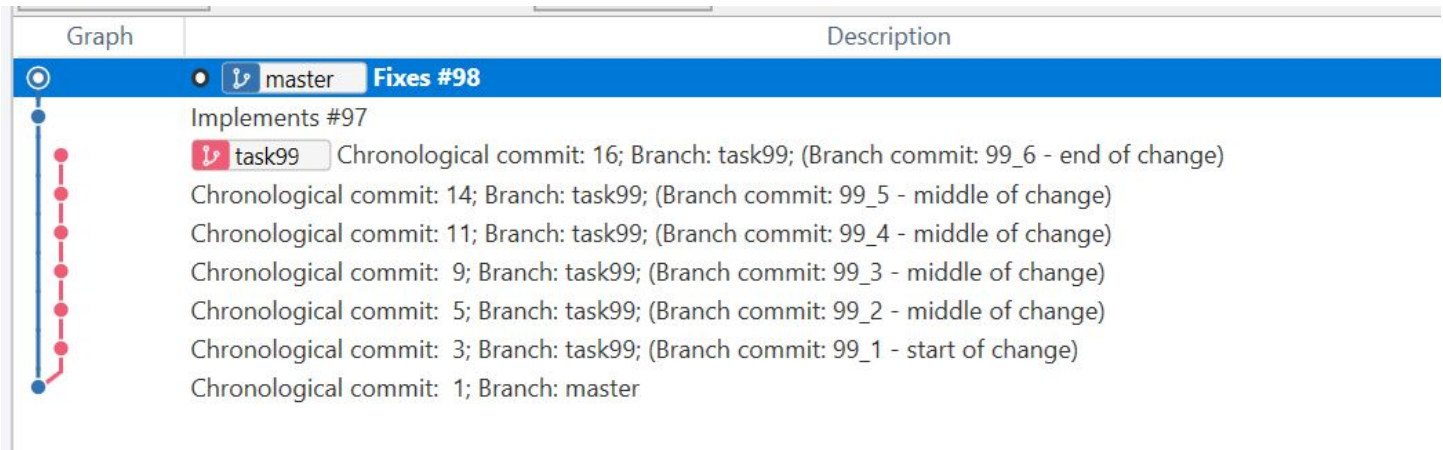 Graph Description
master Fixes #98
Implements #97
task99 Chronological commit: 16; Branch: task99; (Branch commit: 99_6 - end of change)
Chronological commit: 14; Branch: task99; (Branch commit: 99_5 - middle of change)
Chronological commit: 11; Branch: task99; (Branch commit: 99_4 - middle of change)
Chronological commit:  9; Branch: task99; (Branch commit: 99_3 - middle of change)
Chronological commit:  5; Branch: task99; (Branch commit: 99_2 - middle of change)
Chronological commit:  3; Branch: task99; (Branch commit: 99_1 - start of change)
Chronological commit:  1; Branch: master